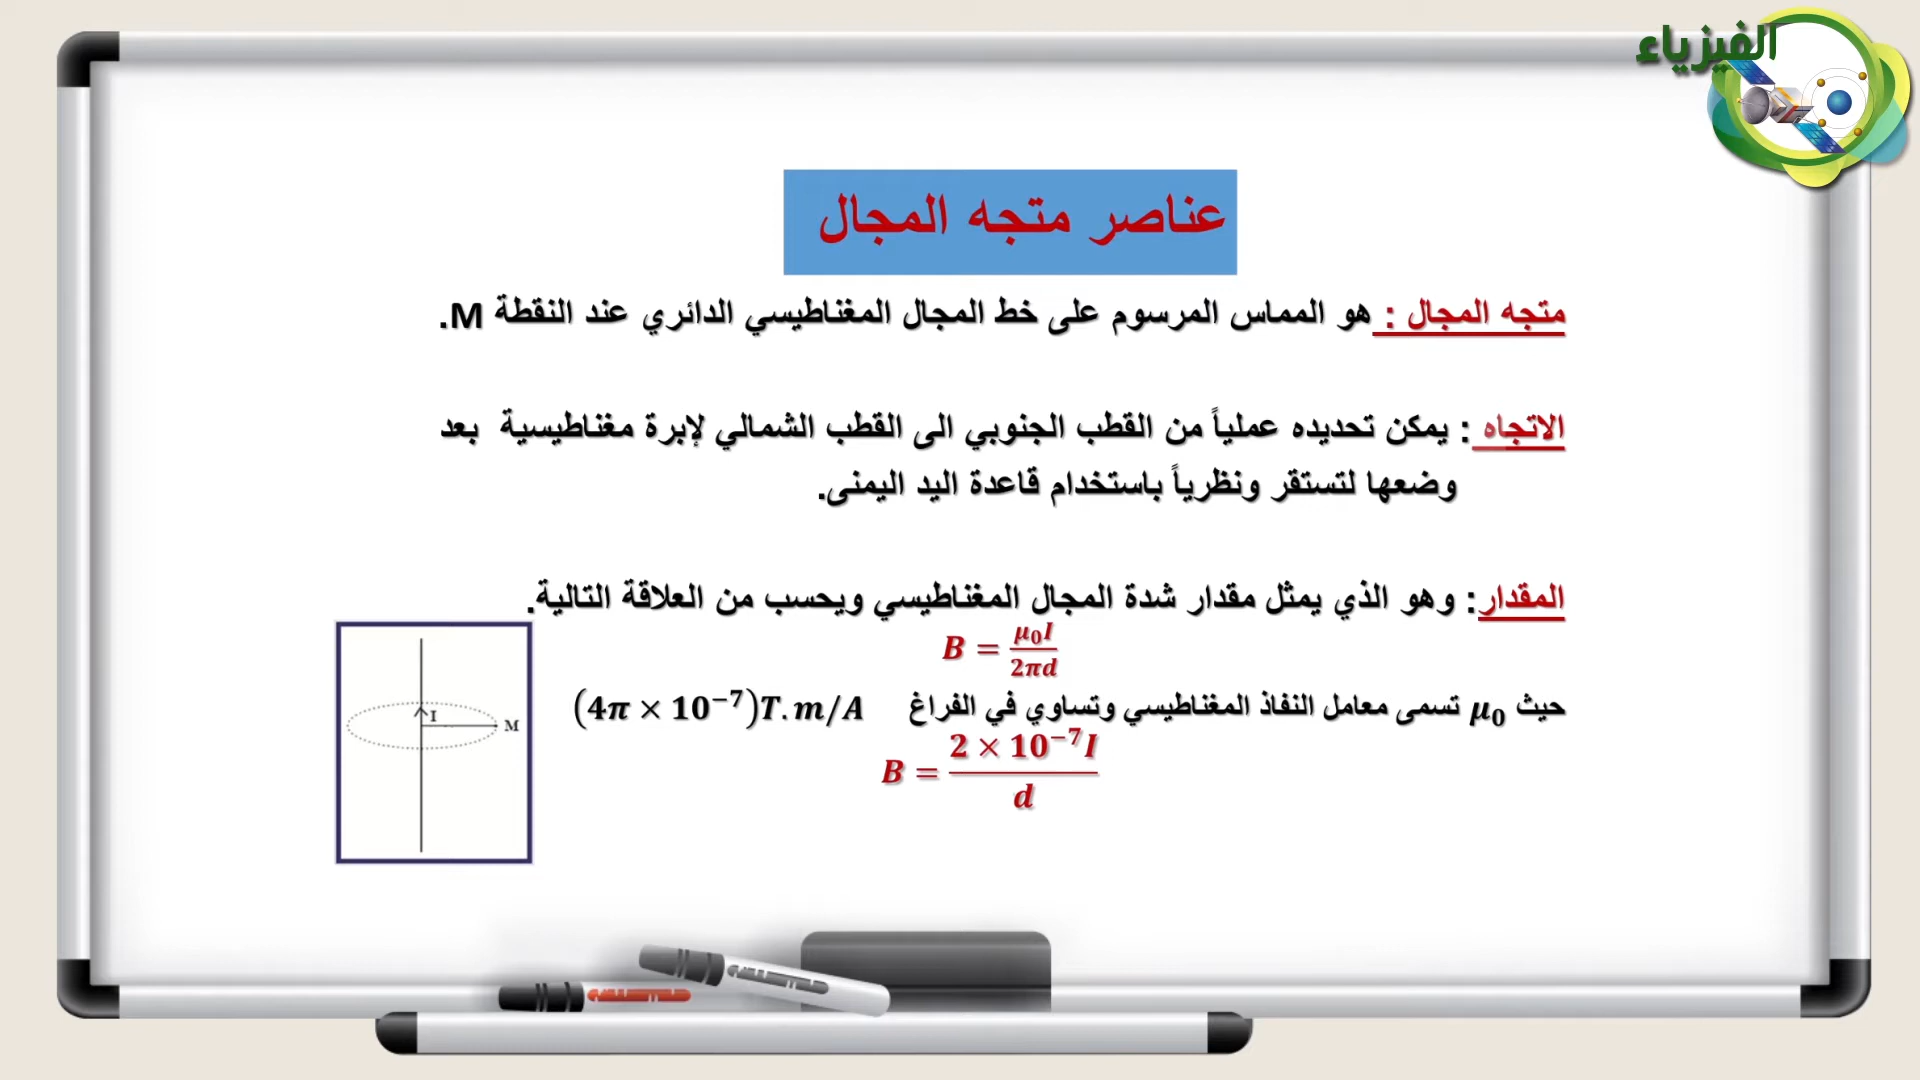 الفيزياء
عناصر متجه المجال
متجه المجال : هو المماس المرسوم على خط المجال المغناطيسي الدائري عند النقطة M.
الاتجاه : يمكن تحديده عملياً من القطب الجنوبي الى القطب الشمالي لإبرة مغناطيسية بعد
وضعها لتستقر ونظرياً باستخدام قاعدة اليد اليمنى.
المقدار: وهو الذي يمثل مقدار شدة المجال المغناطيسي ويحسب من العلاقة التالية.
B = μ₀I / 2πd
حيث μ₀ تسمى معامل النفاذ المغناطيسي وتساوي في الفراغ (4π × 10⁻⁷)T.m/A
B = 2 × 10⁻⁷I / d
I
M